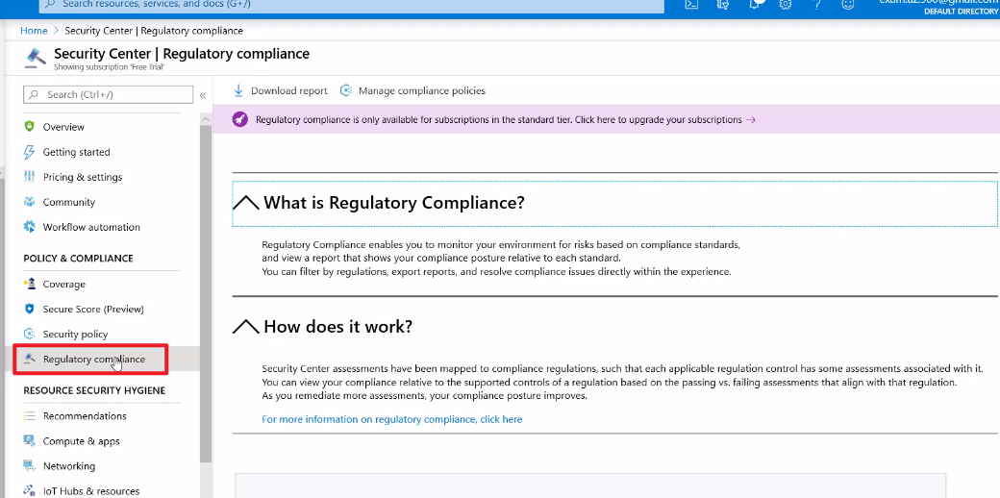 Search resources, services, and docs (G+/)
DEFAULT DIRECTORY
Home > Security Center | Regulatory compliance
Security Center | Regulatory compliance
Showing subscription 'Free Trial'
Search (Ctrl+/)
«
Overview
Getting started
Pricing & settings
Community
Workflow automation
POLICY & COMPLIANCE
Coverage
Secure Score (Preview)
Security policy
Regulatory compliance
RESOURCE SECURITY HYGIENE
Recommendations
Compute & apps
Networking
IoT Hubs & resources
Download report
Manage compliance policies
Regulatory compliance is only available for subscriptions in the standard tier. Click here to upgrade your subscriptions →
What is Regulatory Compliance?
Regulatory Compliance enables you to monitor your environment for risks based on compliance standards,
and view a report that shows your compliance posture relative to each standard.
You can filter by regulations, export reports, and resolve compliance issues directly within the experience.
How does it work?
Security Center assessments have been mapped to compliance regulations, such that each applicable regulation control has some assessments associated with it.
You can view your compliance relative to the supported controls of a regulation based on the passing vs. failing assessments that align with that regulation.
As you remediate more assessments, your compliance posture improves.
For more information on regulatory compliance, click here